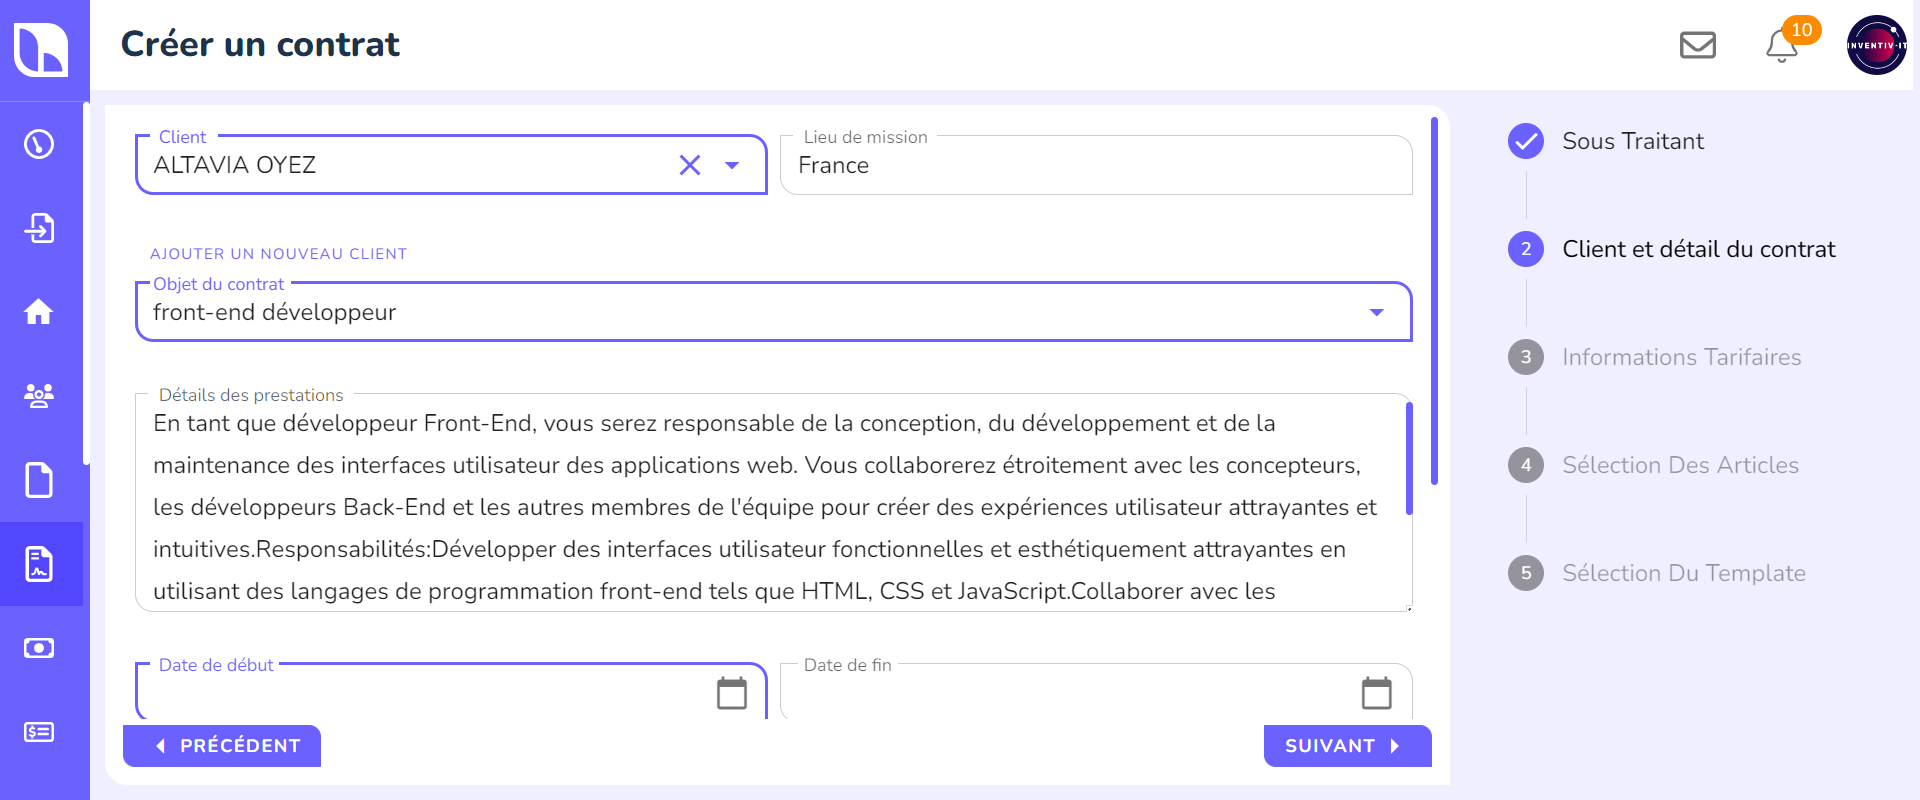 Créer un contrat
10
INVENTIV-IT
Client
ALTAVIA OYEZ
Lieu de mission
France
AJOUTER UN NOUVEAU CLIENT
Objet du contrat
front-end développeur
Détails des prestations
En tant que développeur Front-End, vous serez responsable de la conception, du développement et de la
maintenance des interfaces utilisateur des applications web. Vous collaborerez étroitement avec les concepteurs,
les développeurs Back-End et les autres membres de l'équipe pour créer des expériences utilisateur attrayantes et
intuitives.Responsabilités:Développer des interfaces utilisateur fonctionnelles et esthétiquement attrayantes en
utilisant des langages de programmation front-end tels que HTML, CSS et JavaScript.Collaborer avec les
Date de début
Date de fin
PRÉCÉDENT
SUIVANT
Sous Traitant
2 Client et détail du contrat
3 Informations Tarifaires
4 Sélection Des Articles
5 Sélection Du Template